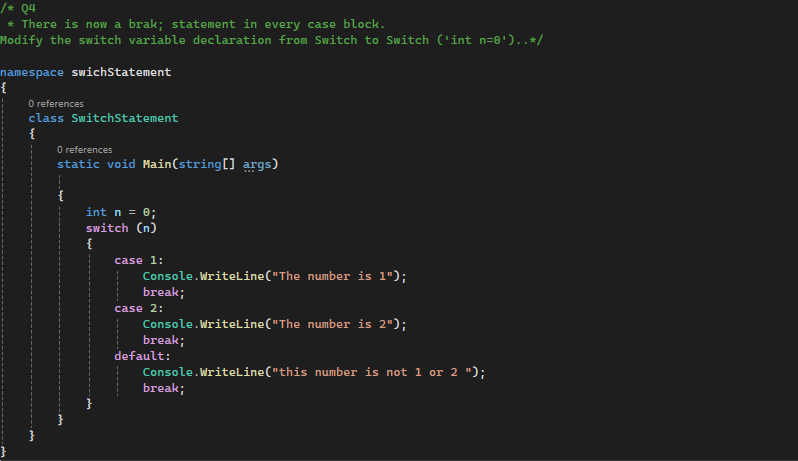 /* Q4
 * There is now a brak; statement in every case block.
Modify the switch variable declaration from Switch to Switch ('int n=0')..*/
namespace swichStatement
{
0 references
class SwitchStatement
{
0 references
static void Main(string[] args)
{
int n = 0;
switch (n)
{
case 1:
Console.WriteLine("The number is 1");
break;
case 2:
Console.WriteLine("The number is 2");
break;
default:
Console.WriteLine("this number is not 1 or 2 ");
break;
}
}
}
}